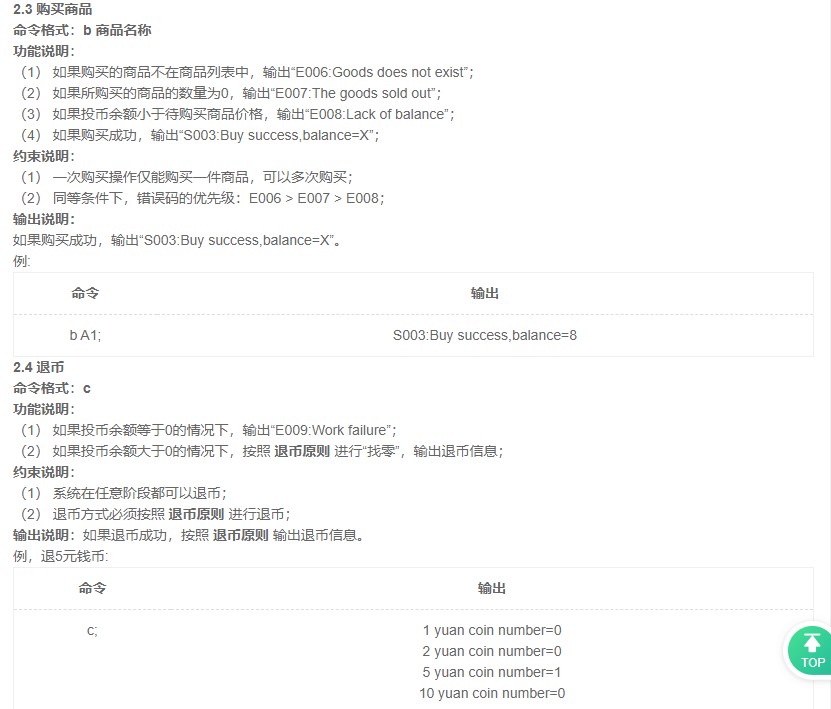 2.3 购买商品
命令格式：b 商品名称
功能说明：
（1） 如果购买的商品不在商品列表中，输出“E006:Goods does not exist”；
（2） 如果所购买的商品的数量为0，输出“E007:The goods sold out”；
（3） 如果投币余额小于待购买商品价格，输出“E008:Lack of balance”；
（4） 如果购买成功，输出“S003:Buy success,balance=X”；
约束说明：
（1） 一次购买操作仅能购买一件商品，可以多次购买；
（2） 同等条件下，错误码的优先级：E006 > E007 > E008；
输出说明：
如果购买成功，输出“S003:Buy success,balance=X”。
例:
命令 输出
b A1; S003:Buy success,balance=8
2.4 退币
命令格式：c
功能说明：
（1） 如果投币余额等于0的情况下，输出“E009:Work failure”；
（2） 如果投币余额大于0的情况下，按照 退币原则 进行“找零”，输出退币信息；
约束说明：
（1） 系统在任意阶段都可以退币；
（2） 退币方式必须按照 退币原则 进行退币；
输出说明：如果退币成功，按照 退币原则 输出退币信息。
例，退5元钱币:
命令 输出
c; 1 yuan coin number=0
2 yuan coin number=0
5 yuan coin number=1
10 yuan coin number=0
TOP